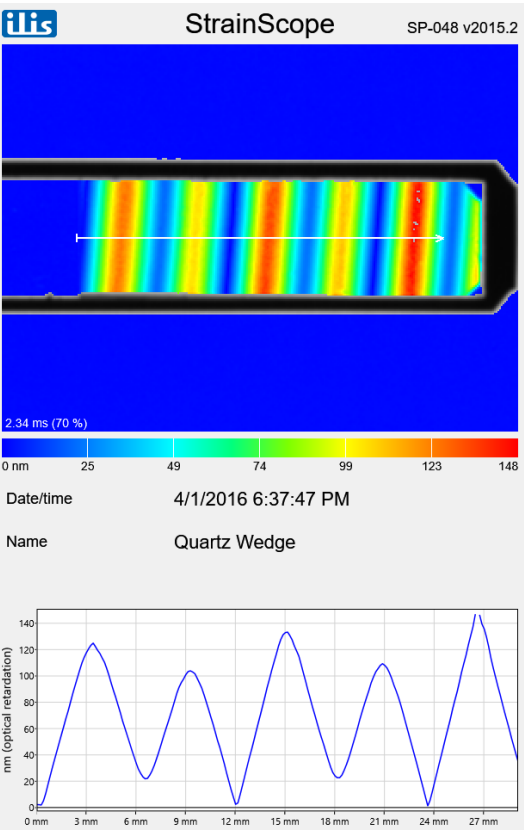 ilis
StrainScope
SP-048 v2015.2
2.34 ms (70 %)
0 nm 25 49 74 99 123 148
Date/time 4/1/2016 6:37:47 PM
Name Quartz Wedge
nm (optical retardation)
140
120
100
80
60
40
20
0
0 mm 3 mm 6 mm 9 mm 12 mm 15 mm 18 mm 21 mm 24 mm 27 mm